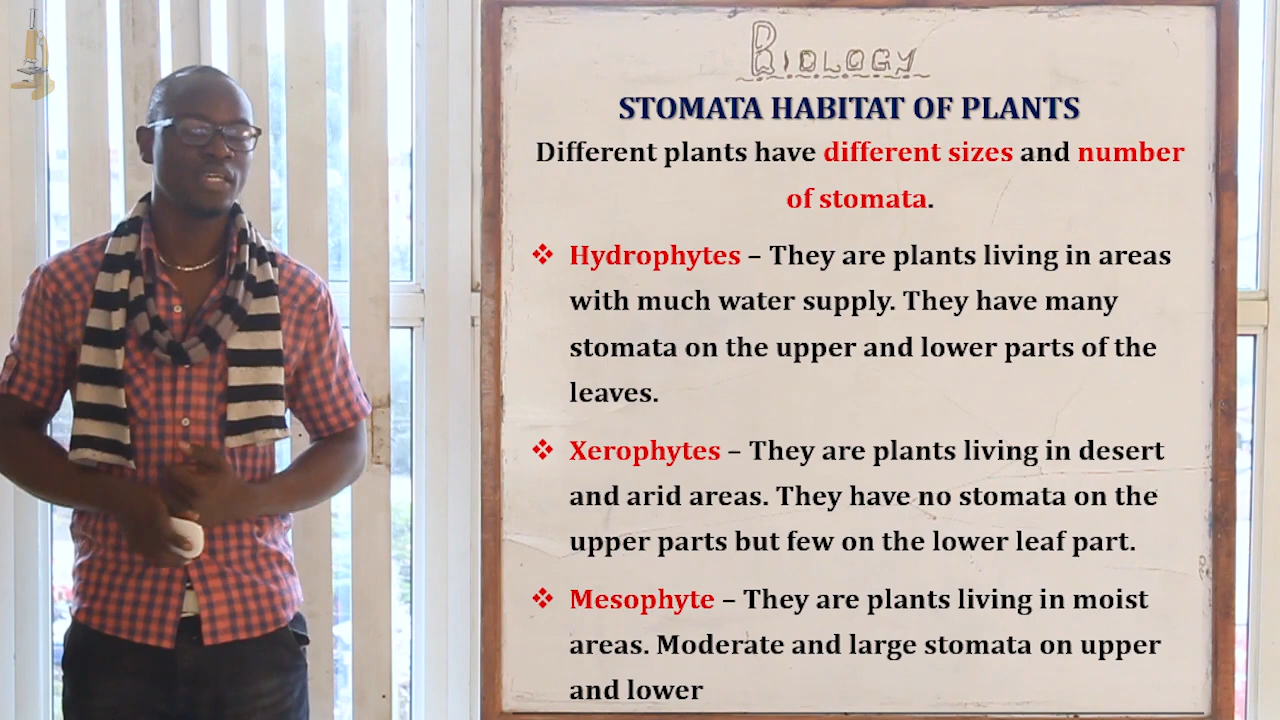 BIOLOGY
STOMATA HABITAT OF PLANTS
Different plants have different sizes and number
of stomata.
❖ Hydrophytes – They are plants living in areas
with much water supply. They have many
stomata on the upper and lower parts of the
leaves.
❖ Xerophytes – They are plants living in desert
and arid areas. They have no stomata on the
upper parts but few on the lower leaf part.
❖ Mesophyte – They are plants living in moist
areas. Moderate and large stomata on upper
and lower